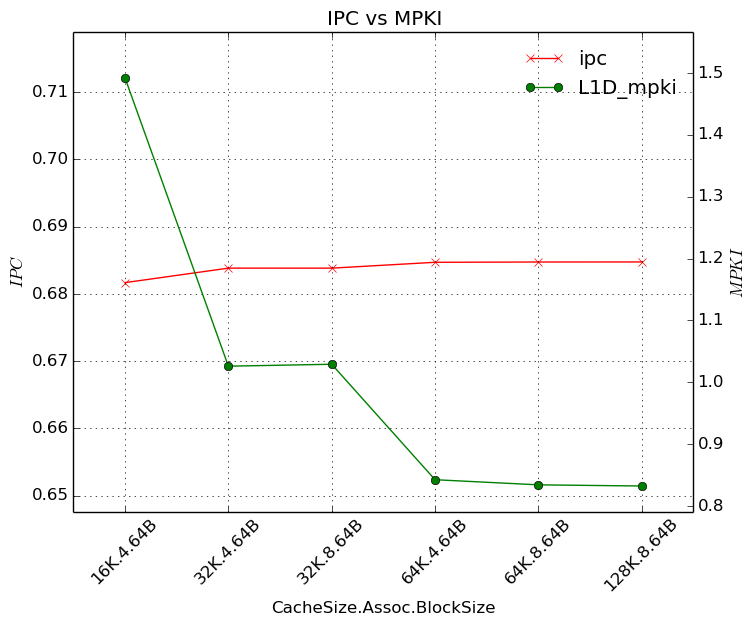 IPC vs MPKI
ipc
L1D_mpki
0.71
0.70
0.69
0.68
0.67
0.66
0.65
IPC
1.5
1.4
1.3
1.2
1.1
1.0
0.9
0.8
MPKI
16K.4.64B
32K.4.64B
32K.8.64B
64K.4.64B
64K.8.64B
128K.8.64B
CacheSize.Assoc.BlockSize